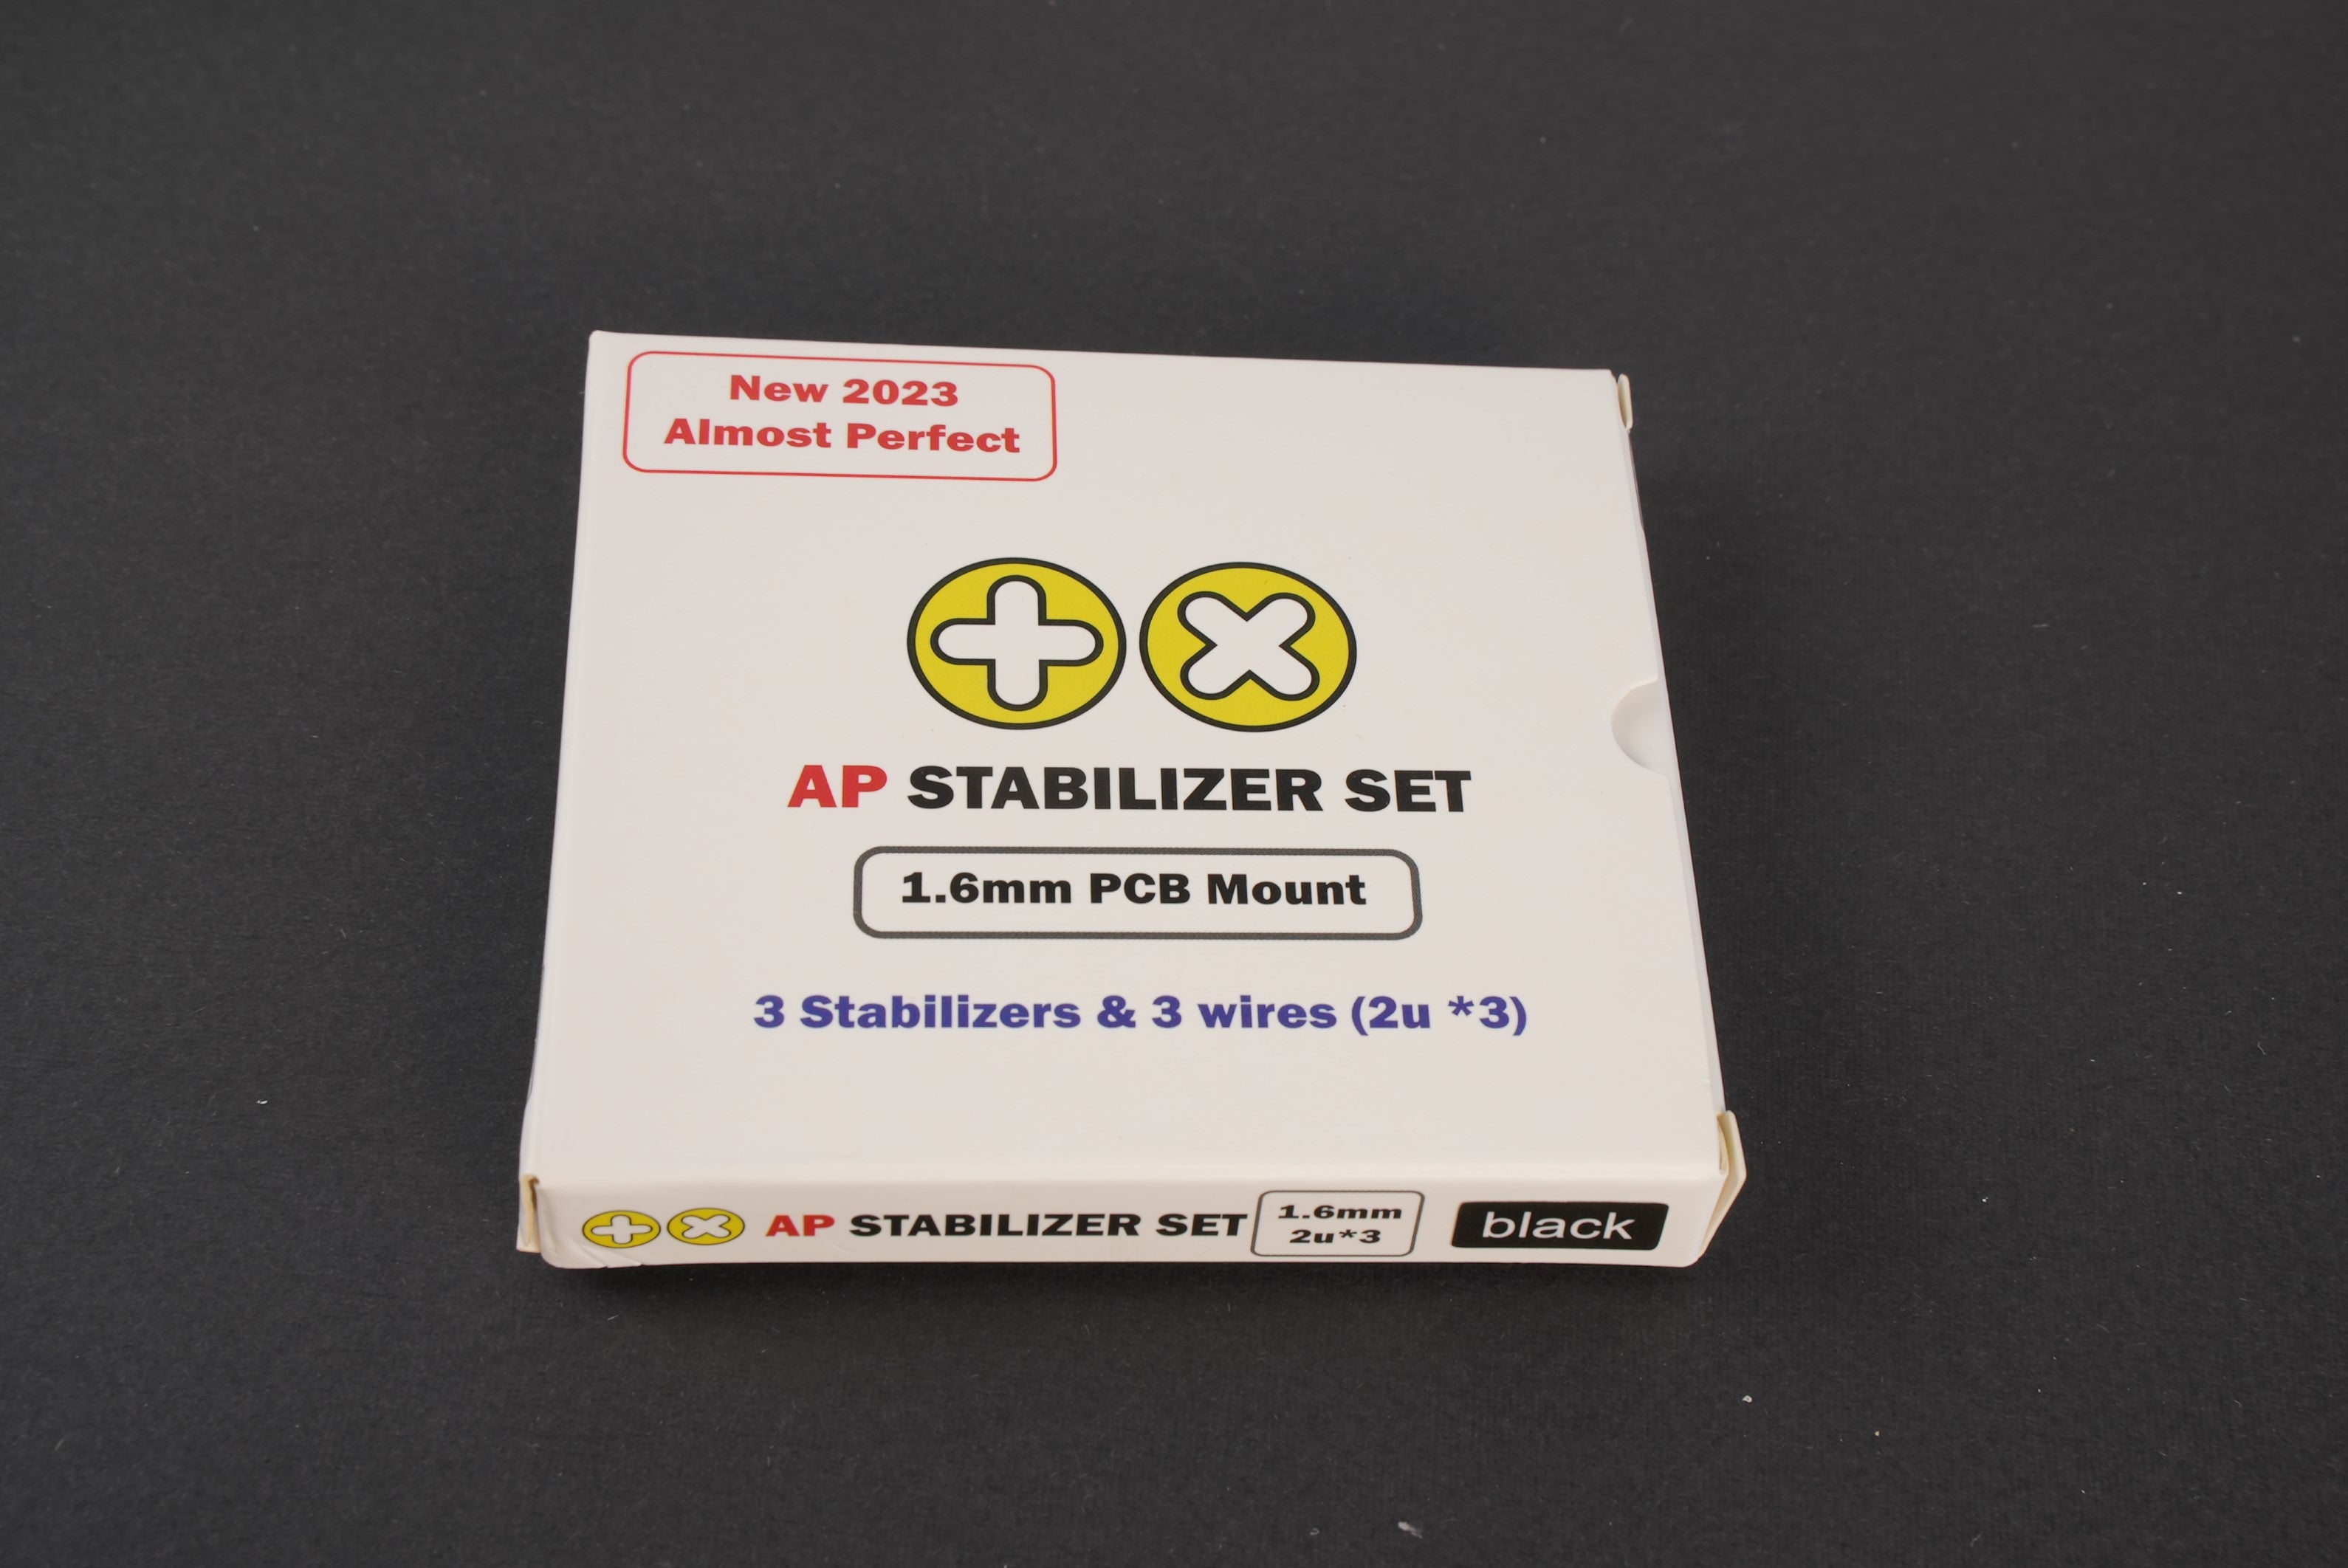 New 2023
Almost Perfect
AP STABILIZER SET
1.6mm PCB Mount
3 Stabilizers & 3 wires (2u *3)
AP STABILIZER SET
1.6mm
2u*3
black